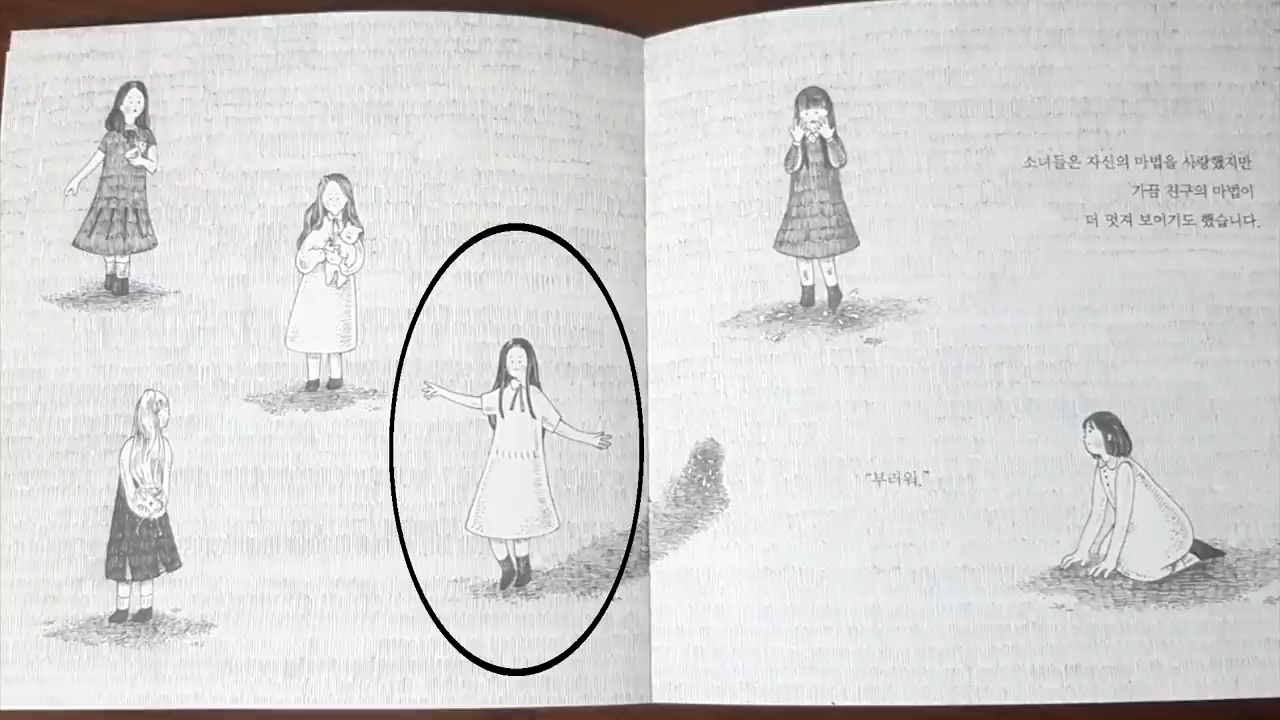 소녀들은 자신의 마법을 사랑했지만
가끔 친구의 마법이
더 멋져 보이기도 했습니다.
“부러워.”